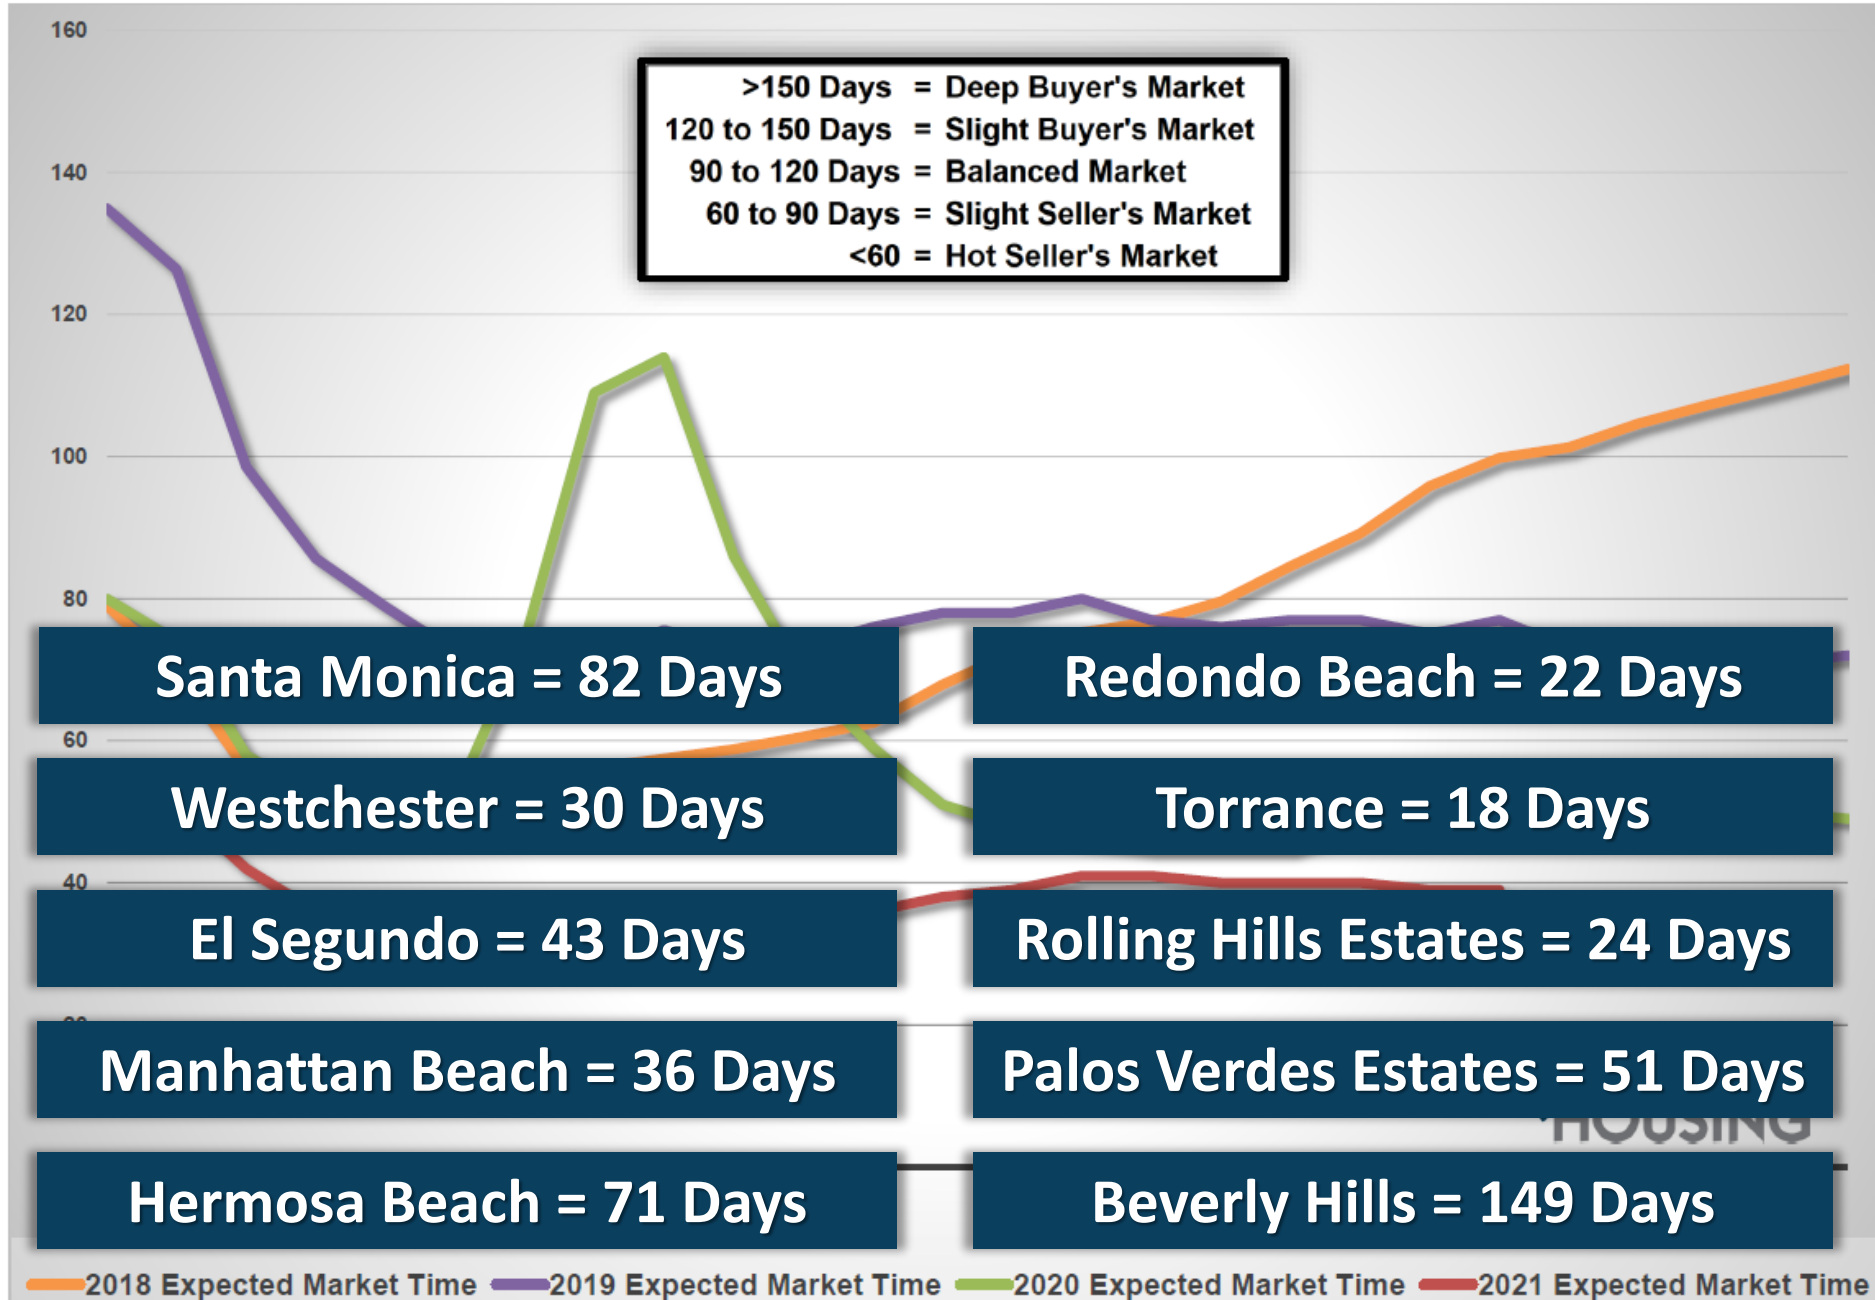 160
>150 Days = Deep Buyer's Market
120 to 150 Days = Slight Buyer's Market
90 to 120 Days = Balanced Market
60 to 90 Days = Slight Seller's Market
<60 = Hot Seller's Market
140
120
100
80
Santa Monica = 82 Days
Redondo Beach = 22 Days
60
Westchester = 30 Days
Torrance = 18 Days
40
El Segundo = 43 Days
Rolling Hills Estates = 24 Days
Manhattan Beach = 36 Days
Palos Verdes Estates = 51 Days
HOUSING
Hermosa Beach = 71 Days
Beverly Hills = 149 Days
2018 Expected Market Time 2019 Expected Market Time 2020 Expected Market Time 2021 Expected Market Time